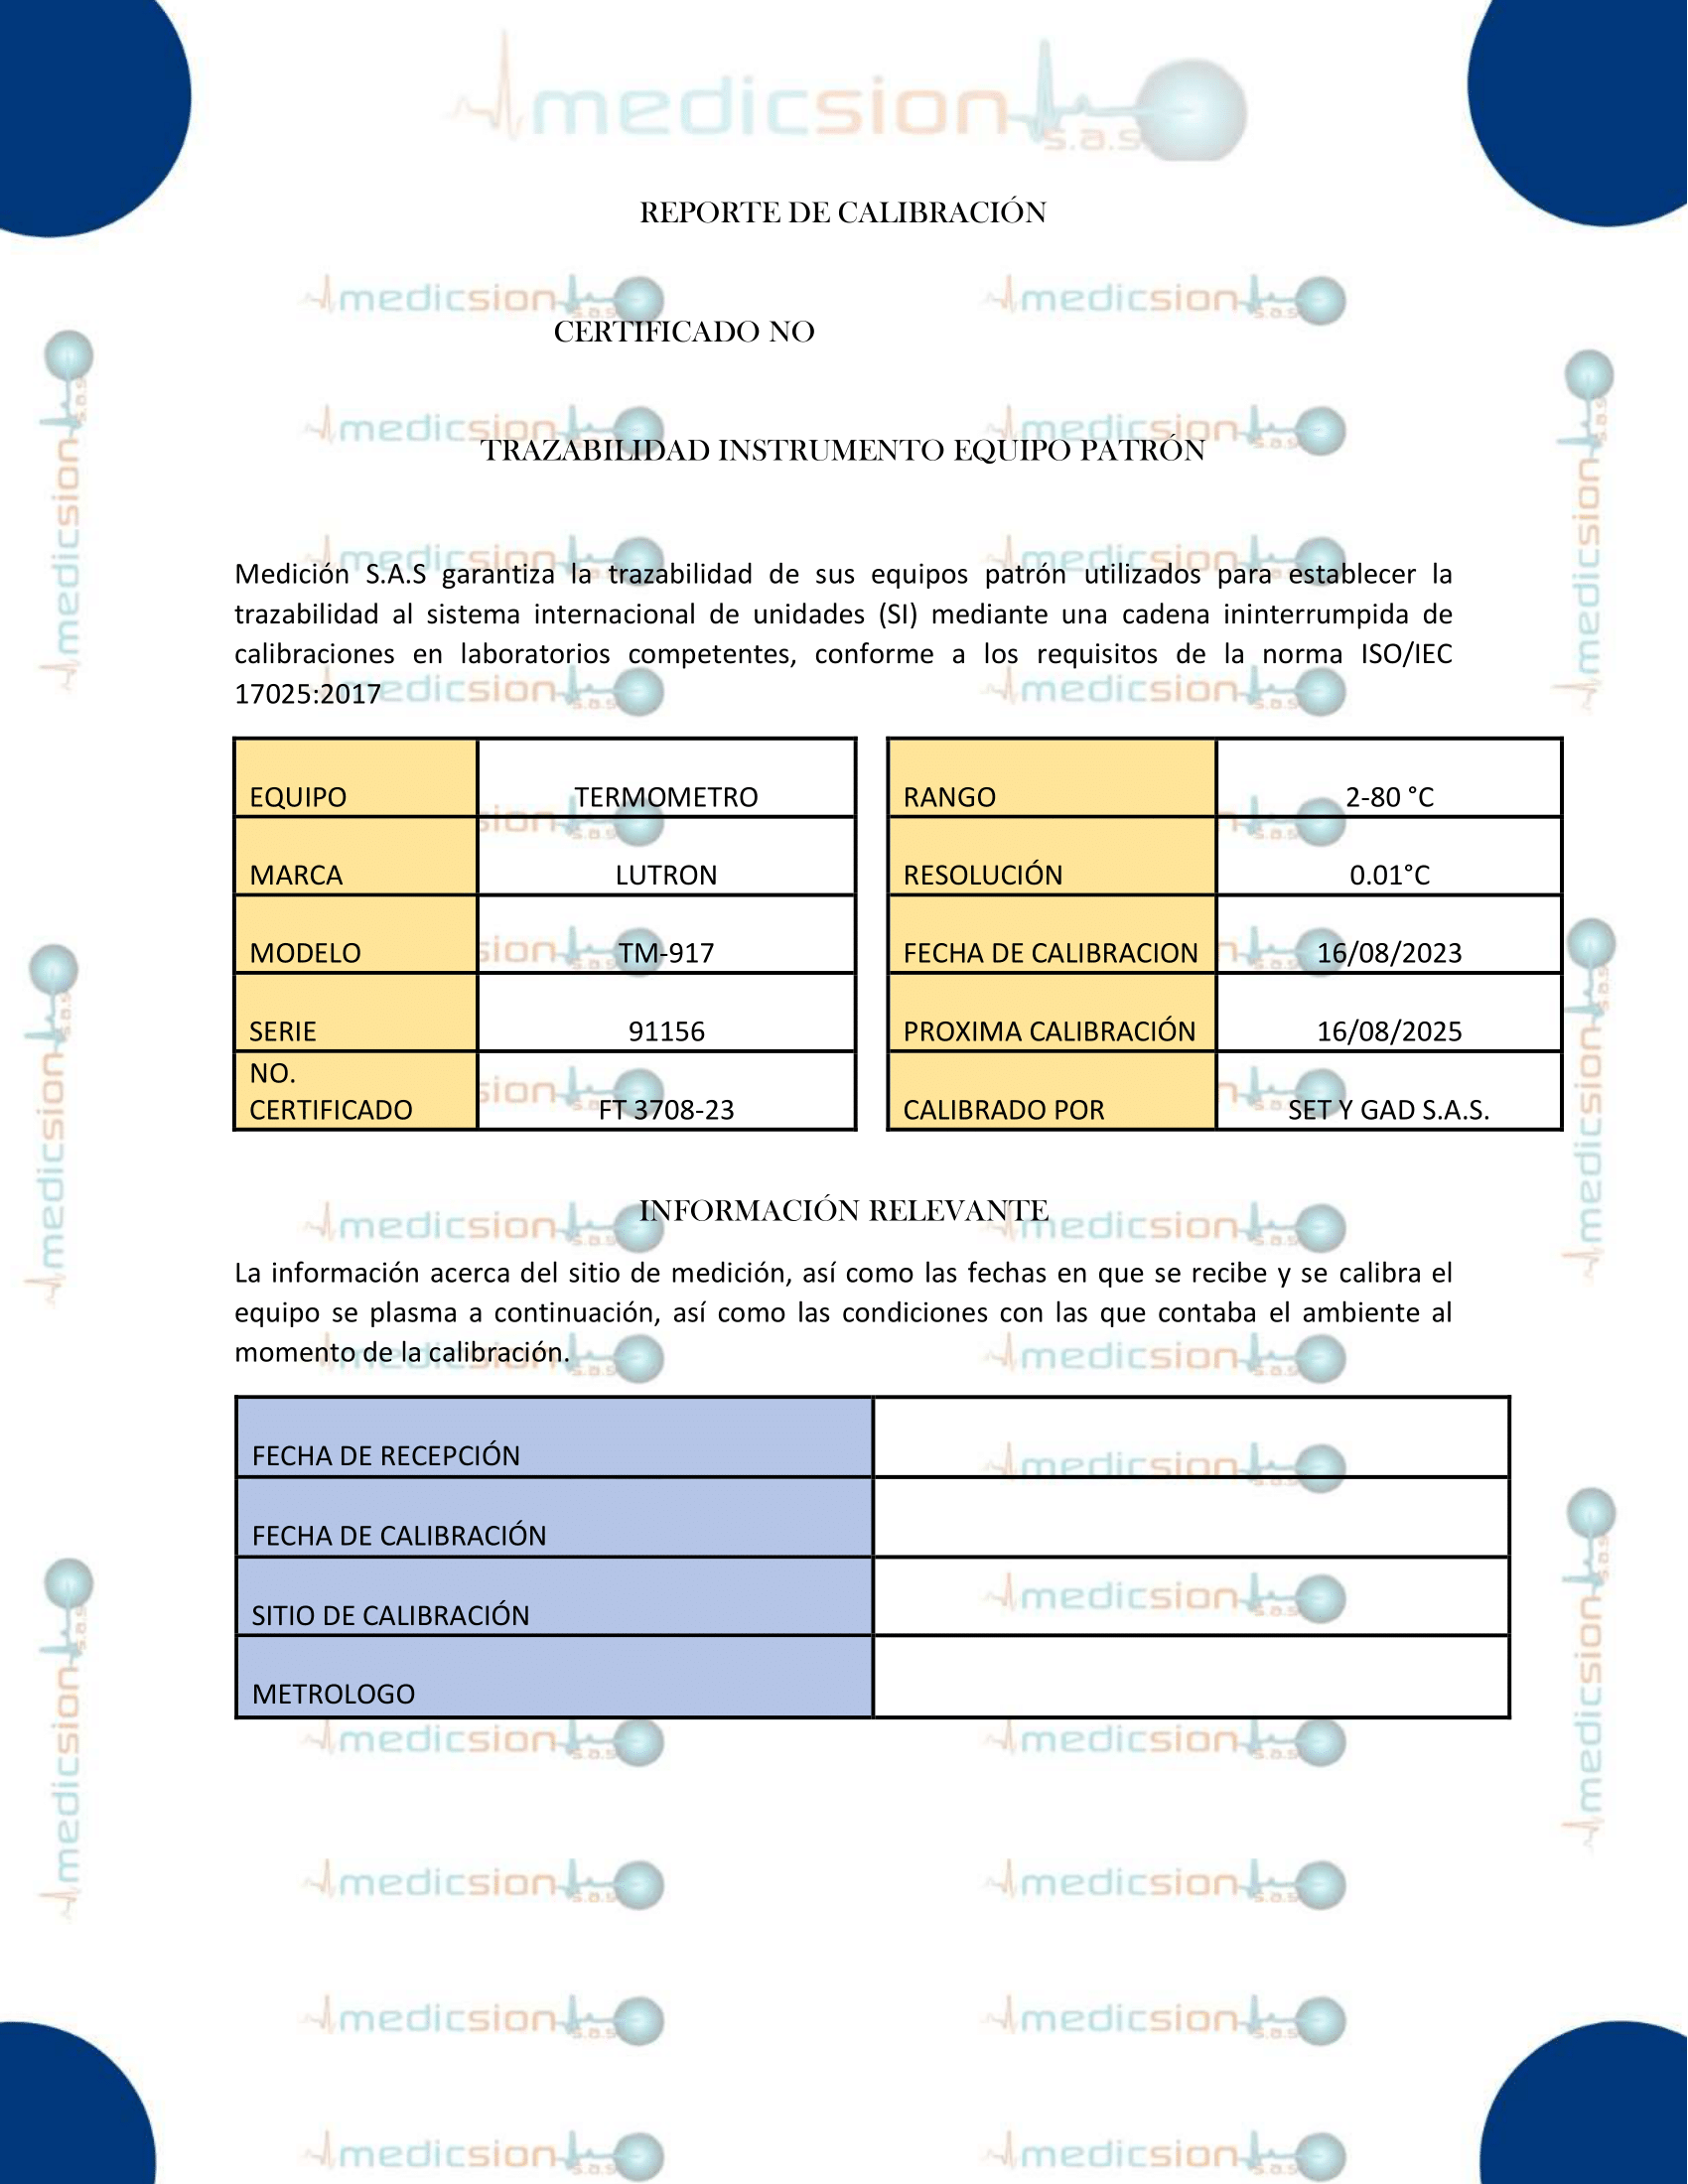 medicsion s.a.s
REPORTE DE CALIBRACIÓN
CERTIFICADO NO
TRAZABILIDAD INSTRUMENTO EQUIPO PATRÓN
Medición S.A.S garantiza la trazabilidad de sus equipos patrón utilizados para establecer la
trazabilidad al sistema internacional de unidades (SI) mediante una cadena ininterrumpida de
calibraciones en laboratorios competentes, conforme a los requisitos de la norma ISO/IEC
17025:2017
EQUIPO TERMOMETRO
MARCA LUTRON
MODELO TM-917
SERIE 91156
NO.
CERTIFICADO FT 3708-23
RANGO 2-80 °C
RESOLUCIÓN 0.01°C
FECHA DE CALIBRACION 16/08/2023
PROXIMA CALIBRACIÓN 16/08/2025
CALIBRADO POR SET Y GAD S.A.S.
INFORMACIÓN RELEVANTE
La información acerca del sitio de medición, así como las fechas en que se recibe y se calibra el
equipo se plasma a continuación, así como las condiciones con las que contaba el ambiente al
momento de la calibración.
FECHA DE RECEPCIÓN
FECHA DE CALIBRACIÓN
SITIO DE CALIBRACIÓN
METROLOGO